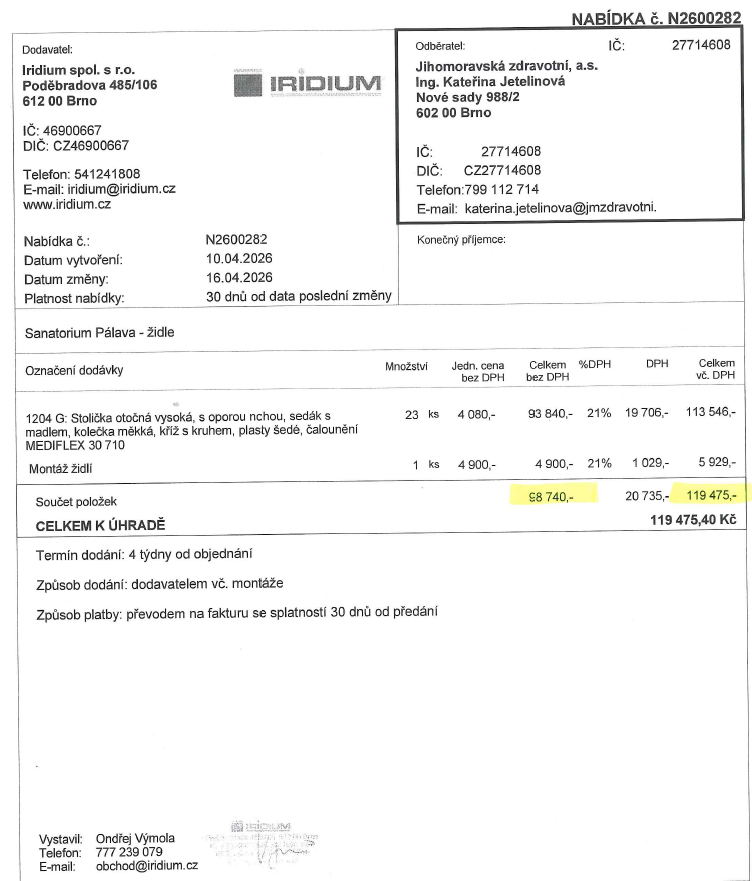 NABÍDKA č. N2600282
Dodavatel:
Iridium spol. s r.o.
Poděbradova 485/106
612 00 Brno
IRIDIUM
IČ: 46900667
DIČ: CZ46900667
Telefon: 541241808
E-mail: iridium@iridium.cz
www.iridium.cz
Odběratel: IČ: 27714608
Jihomoravská zdravotní, a.s.
Ing. Kateřina Jetelinová
Nové sady 988/2
602 00 Brno
IČ: 27714608
DIČ: CZ27714608
Telefon:799 112 714
E-mail: katerina.jetelinova@jmzdravotni.
Nabídka č.: N2600282
Datum vytvoření: 10.04.2026
Datum změny: 16.04.2026
Platnost nabídky: 30 dnů od data poslední změny
Konečný příjemce:
Sanatorium Pálava - židle
Označení dodávky Množství Jedn. cena bez DPH Celkem bez DPH %DPH DPH Celkem vč. DPH
1204 G: Stolička otočná vysoká, s oporou nchou, sedák s 23 ks 4 080,- 93 840,- 21% 19 706,- 113 546,-
madlem, kolečka měkká, kříž s kruhem, plasty šedé, čalounění
MEDIFLEX 30 710
Montáž židlí 1 ks 4 900,- 4 900,- 21% 1 029,- 5 929,-
Součet položek 98 740,- 20 735,- 119 475,-
CELKEM K ÚHRADĚ 119 475,40 Kč
Termín dodání: 4 týdny od objednání
Způsob dodání: dodavatelem vč. montáže
Způsob platby: převodem na fakturu se splatností 30 dnů od předání
IRIDIUM
Vystavil: Ondřej Výmola
Telefon: 777 239 079
E-mail: obchod@iridium.cz